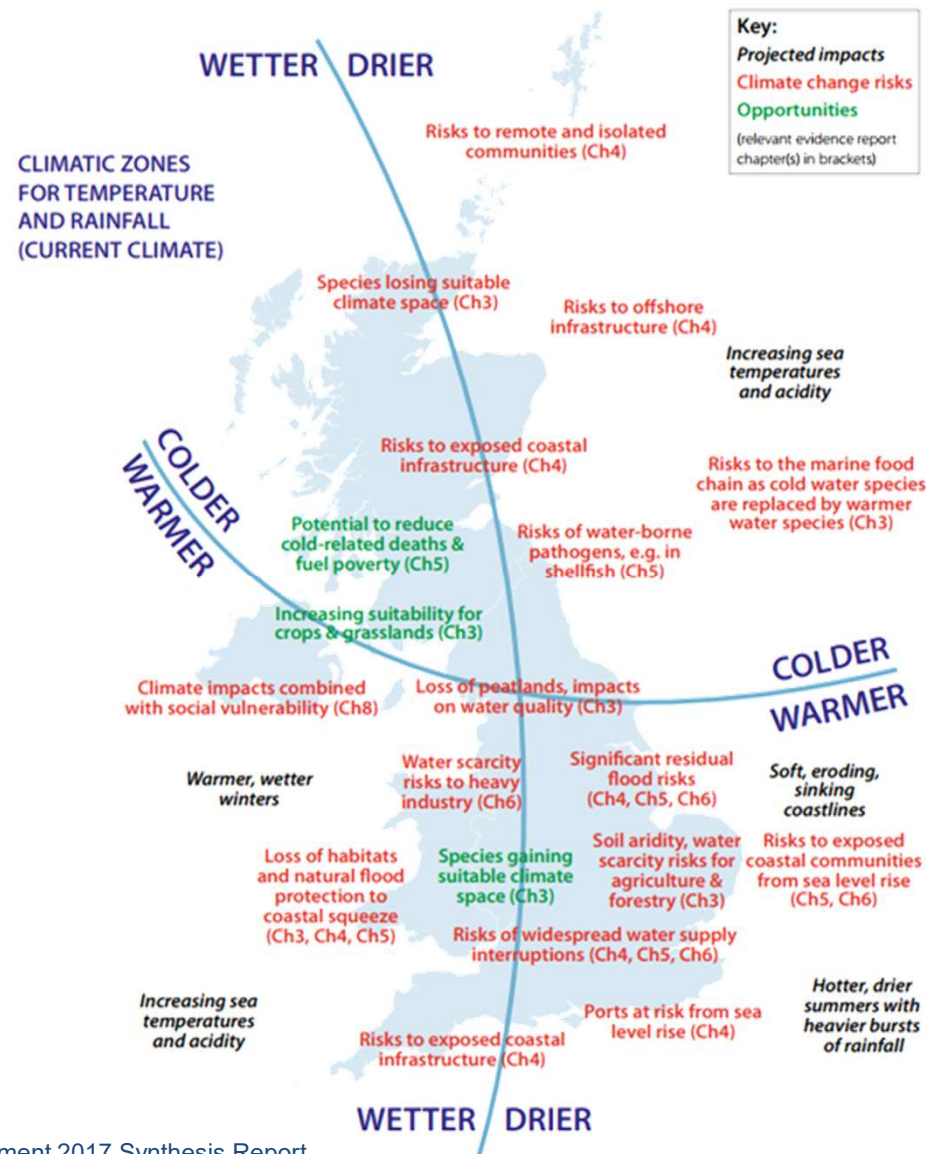 WETTER DRIER
Key:
Projected impacts
Climate change risks
Opportunities
(relevant evidence report
chapter(s) in brackets)
CLIMATIC ZONES
FOR TEMPERATURE
AND RAINFALL
(CURRENT CLIMATE)
Risks to remote and isolated
communities (Ch4)
Species losing suitable
climate space (Ch3)
Risks to offshore
infrastructure (Ch4)
Increasing sea
temperatures
and acidity
COLDER
WARMER
Risks to exposed coastal
infrastructure (Ch4)
Risks to the marine food
chain as cold water species
are replaced by warmer
water species (Ch3)
Potential to reduce
cold-related deaths &
fuel poverty (Ch5)
Risks of water-borne
pathogens, e.g. in
shellfish (Ch5)
Increasing suitability for
crops & grasslands (Ch3)
COLDER
WARMER
Climate impacts combined
with social vulnerability (Ch8)
Loss of peatlands, impacts
on water quality (Ch3)
Warmer, wetter
winters
Water scarcity
risks to heavy
industry (Ch6)
Significant residual
flood risks
(Ch4, Ch5, Ch6)
Soft, eroding,
sinking
coastlines
Loss of habitats
and natural flood
protection to
coastal squeeze
(Ch3, Ch4, Ch5)
Species gaining
suitable climate
space (Ch3)
Soil aridity, water
scarcity risks for
agriculture &
forestry (Ch3)
Risks to exposed
coastal communities
from sea level rise
(Ch5, Ch6)
Risks of widespread water supply
interruptions (Ch4, Ch5, Ch6)
Increasing sea
temperatures
and acidity
Ports at risk from sea
level rise (Ch4)
Hotter, drier
summers with
heavier bursts
of rainfall
Risks to exposed coastal
infrastructure (Ch4)
WETTER DRIER
2017 Synthesis Report